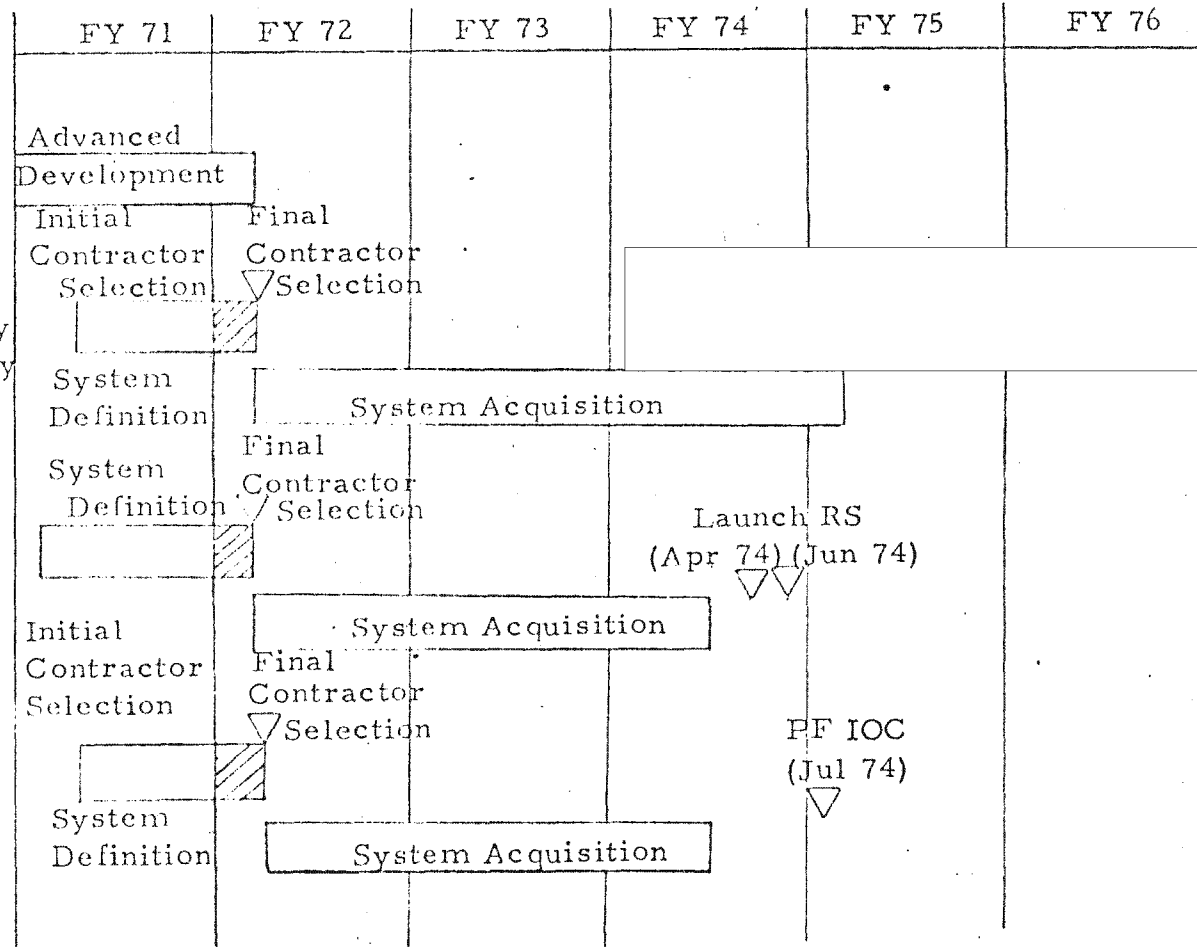 FY 71 FY 72 FY 73 FY 74 FY 75 FY 76
Advanced
Development
Initial
Contractor
Selection
Final
Contractor
Selection
y
y
System
Definition
System Acquisition
System
Definition
Final
Contractor
Selection
Launch RS
(Apr 74) (Jun 74)
System Acquisition
Initial
Contractor
Selection
Final
Contractor
Selection
PF IOC
(Jul 74)
System
Definition
System Acquisition